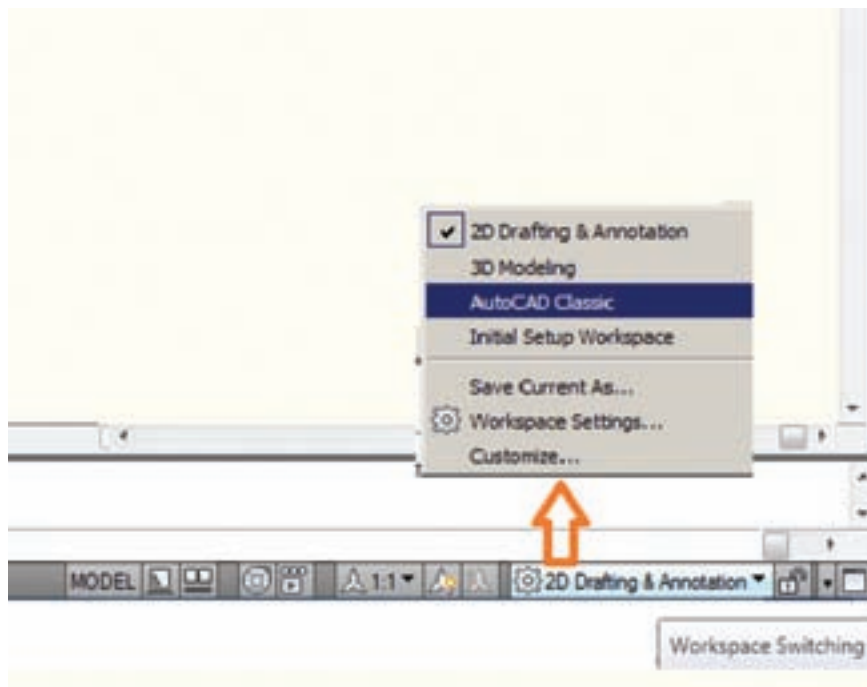 2D Drafting & Annotation
3D Modeling
AutoCAD Classic
Initial Setup Workspace
Save Current As...
Workspace Settings...
Customize...
MODEL 1:1 2D Drafting & Annotation
Workspace Switching